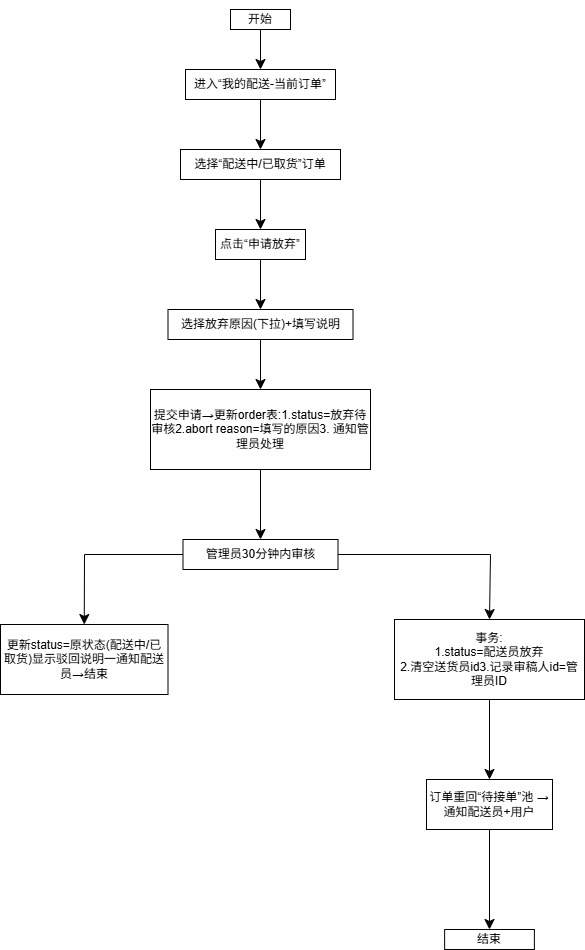 开始
进入“我的配送-当前订单”
选择“配送中/已取货”订单
点击“申请放弃”
选择放弃原因(下拉)+填写说明
提交申请→更新order表:1.status=放弃待
审核2.abort reason=填写的原因3. 通知管
理员处理
管理员30分钟内审核
更新status=原状态(配送中/已
取货)显示驳回说明一通知配送
员→结束
事务:
1.status=配送员放弃
2.清空送货员id3.记录审稿人id=管
理员ID
订单重回“待接单”池 →
通知配送员+用户
结束